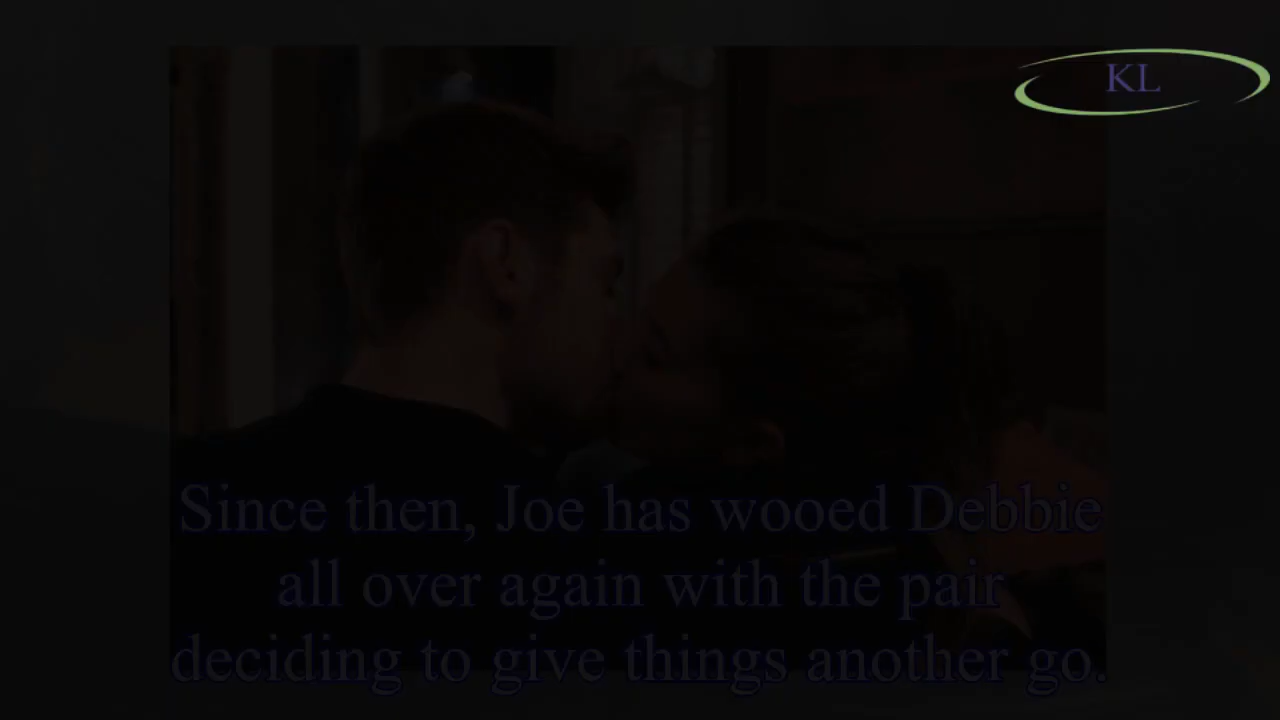 KL
Since then, Joe has wooed Debbie
all over again with the pair
deciding to give things another go.